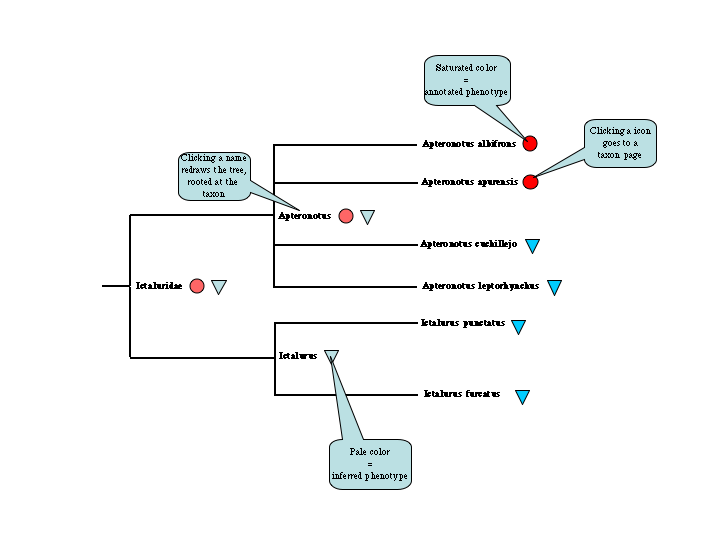 Saturated color
=
annotated phenotype
Clicking a icon
goes to a
taxon page
Apteronotus albifrons
Clicking a name
redraws the tree,
rooted at the
taxon
Apteronotus apurensis
Apteronotus
Apteronotus cuchillejo
Ictaluridae
Apteronotus leptorhynchus
Ictalurus punctatus
Ictalurus
Ictalurus furcatus
Pale color
=
inferred phenotype